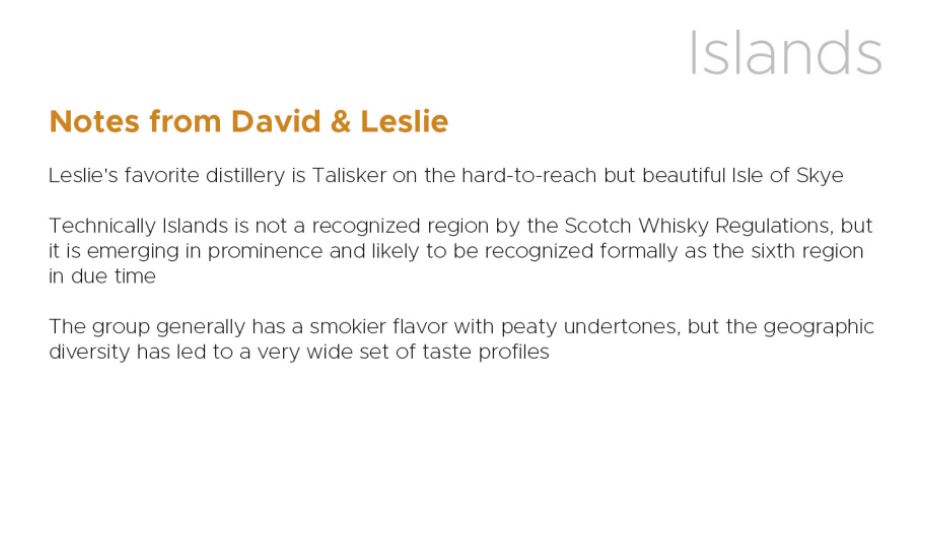 Islands
Notes from David & Leslie
Leslie's favorite distillery is Talisker on the hard-to-reach but beautiful Isle of Skye
Technically Islands is not a recognized region by the Scotch Whisky Regulations, but
it is emerging in prominence and likely to be recognized formally as the sixth region
in due time
The group generally has a smokier flavor with peaty undertones, but the geographic
diversity has led to a very wide set of taste profiles